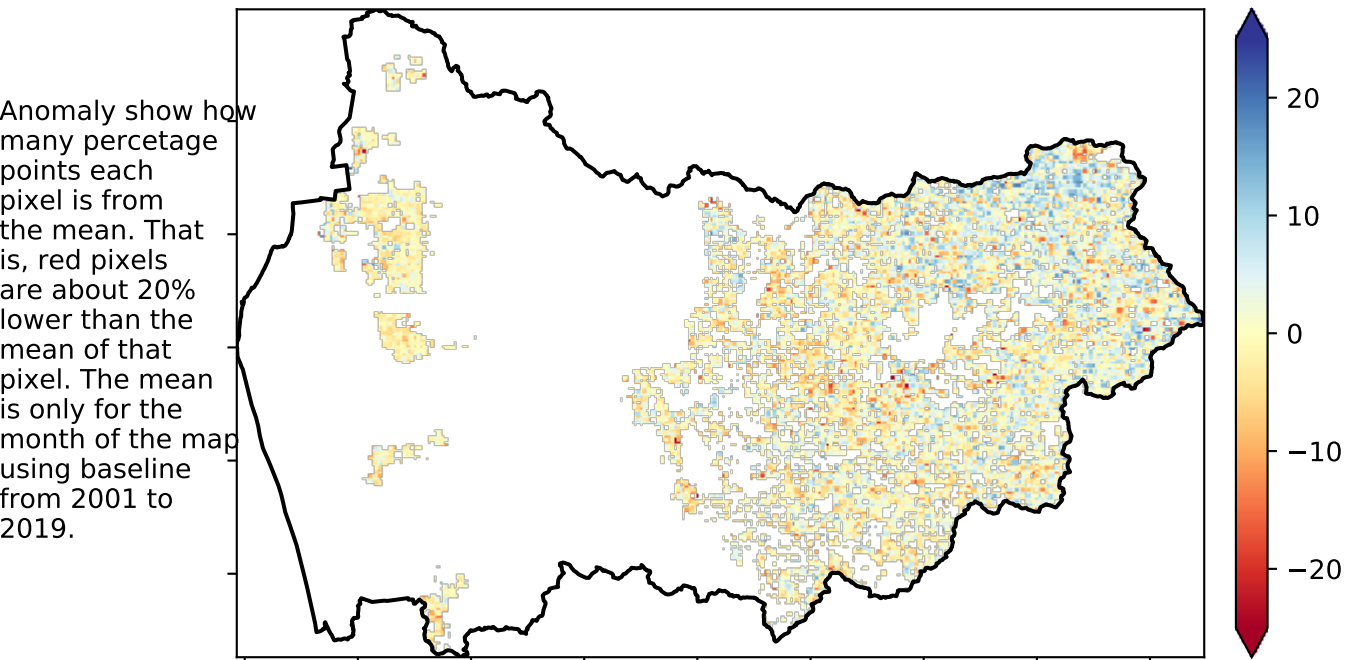 Anomaly show how
many percetage
points each
pixel is from
the mean. That
is, red pixels
are about 20%
lower than the
mean of that
pixel. The mean
is only for the
month of the map
using baseline
from 2001 to
2019.
20
10
0
−10
−20